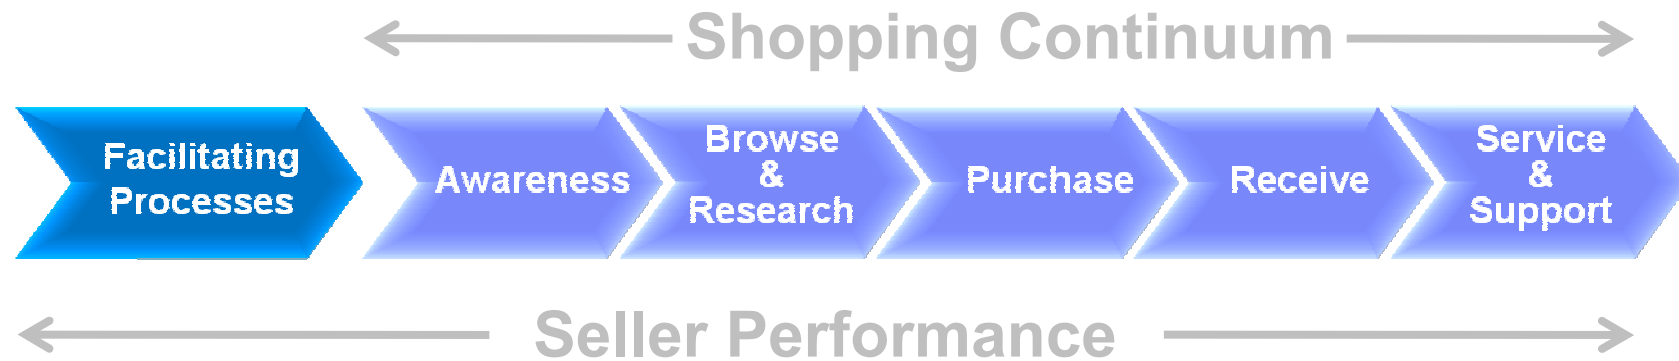 Shopping Continuum
Facilitating
Processes
Awareness
Browse
&
Research
Purchase
Receive
Service
&
Support
Seller Performance